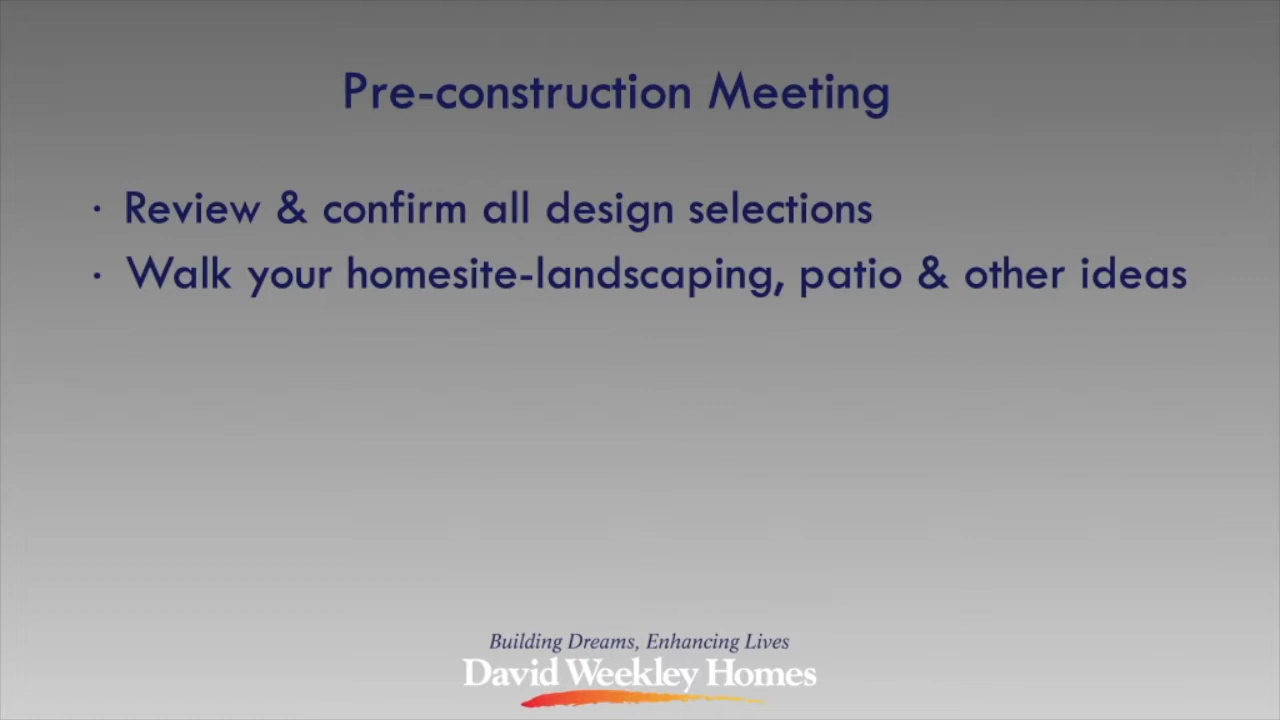 Pre-construction Meeting
· Review & confirm all design selections
· Walk your homesite-landscaping, patio & other ideas
Building Dreams, Enhancing Lives
David Weekley Homes